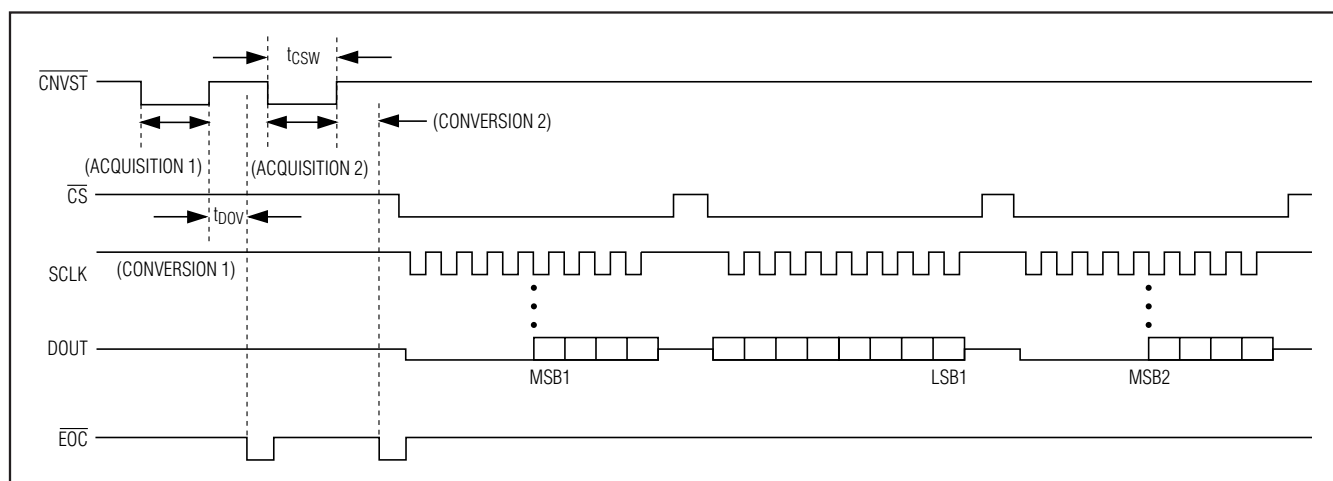 tCSW
CNVST
(CONVERSION 2)
(ACQUISITION 1) (ACQUISITION 2)
CS
tDOV
(CONVERSION 1)
SCLK
DOUT
MSB1 LSB1 MSB2
EOC